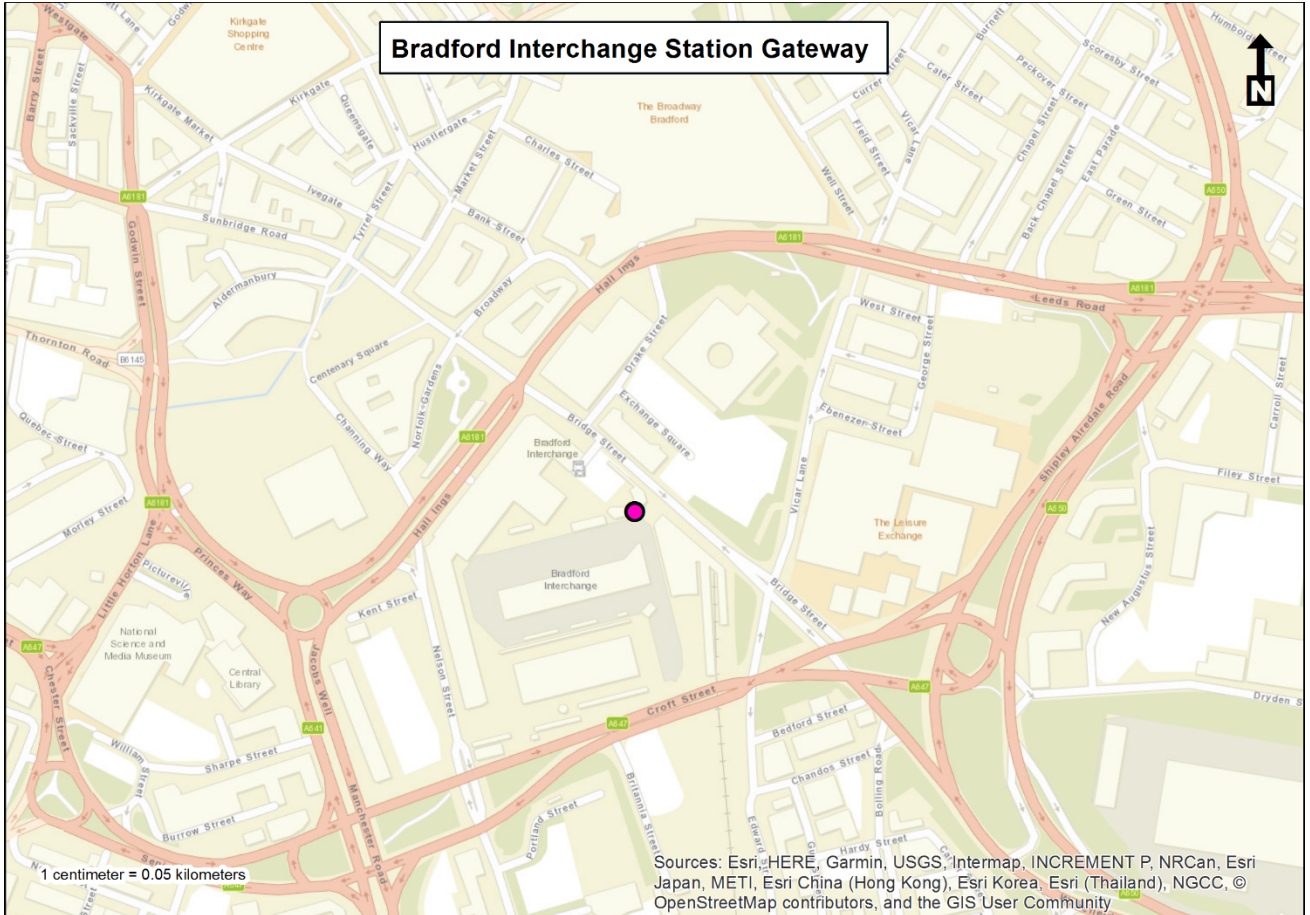 Bradford Interchange Station Gateway
N
Westgate
Barry Street
Sackville Street
Kirkgate
Shopping
Centre
Kirkgate Market
Kirkgate
Queensgate
Hustlergate
Market Street
Charles Street
The Broadway
Bradford
Currer Street
Cater Street
Peckover Street
Scoresby Street
Field Street
Vicar Lane
Chapel Street
East Parade
Back Chapel Street
Green Street
Well Street
A650
A6181
Ivegate
Sunbridge Road
Tyrrel Street
Bank Street
Godwin Street
Aldermanbury
Broadway
Hall Ings
A6181
A6181
Leeds Road
A6181
West Street
George Street
Drake Street
Thornton Road
B6145
Centenary Square
Norfolk Gardens
Channing Way
Exchange Square
Ebenezer Street
Carroll Street
Quebec Street
A6181
Bridge Street
Bradford
Interchange
Vicar Lane
Shipley Airedale Road
Filey Street
Morley Street
A6181
Hall Ings
A650
The Leisure
Exchange
Little Horton Lane
Princes Way
Pictureville
Bradford
Interchange
Bridge Street
New Augustus Street
Kent Street
National
Science and
Media Museum
Central
Library
A647
Chester Street
Jacobs Well
Nelson Street
Croft Street
A647
A647
Dryden S
A641
Bedford Street
William
Street
Sharpe Street
Chandos Street
Bolling Road
Manchester Road
Burrow Street
Portland Street
Britannia Street
Edward
Hardy Street
1 centimeter = 0.05 kilometers
Sources: Esri, HERE, Garmin, USGS, Intermap, INCREMENT P, NRCan, Esri
Japan, METI, Esri China (Hong Kong), Esri Korea, Esri (Thailand), NGCC, ©
OpenStreetMap contributors, and the GIS User Community